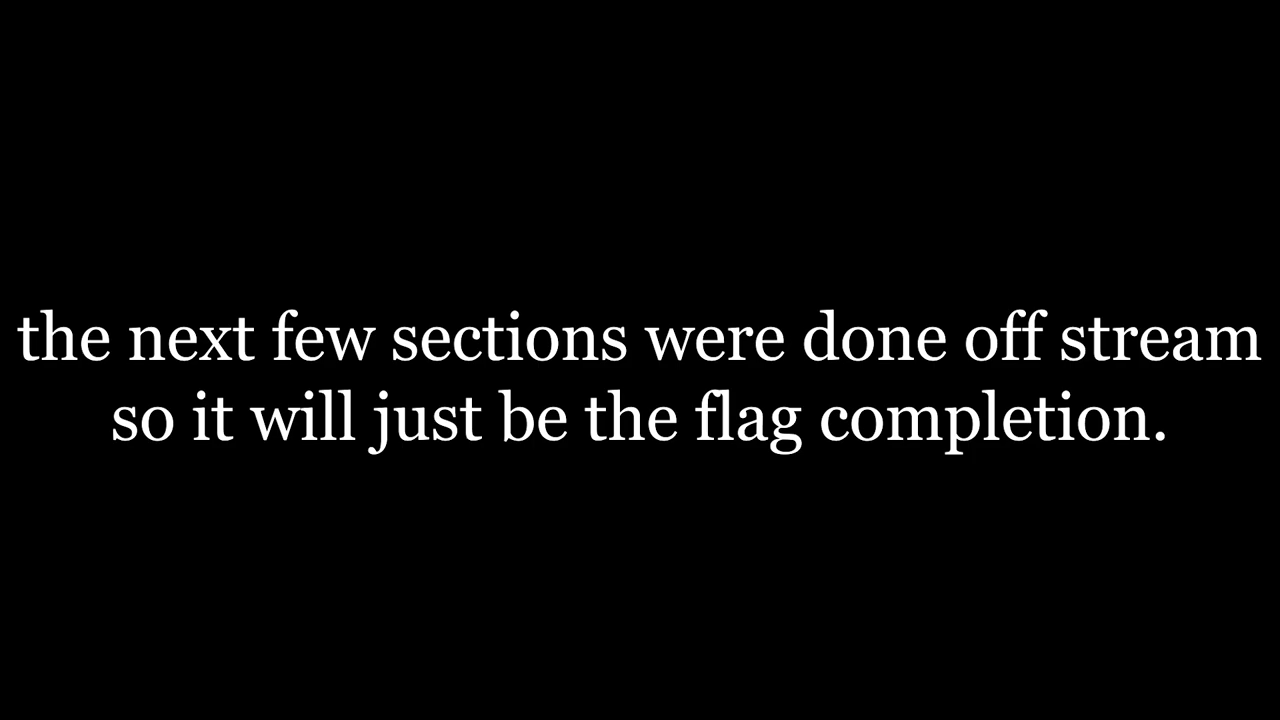 the next few sections were done off stream
so it will just be the flag completion.